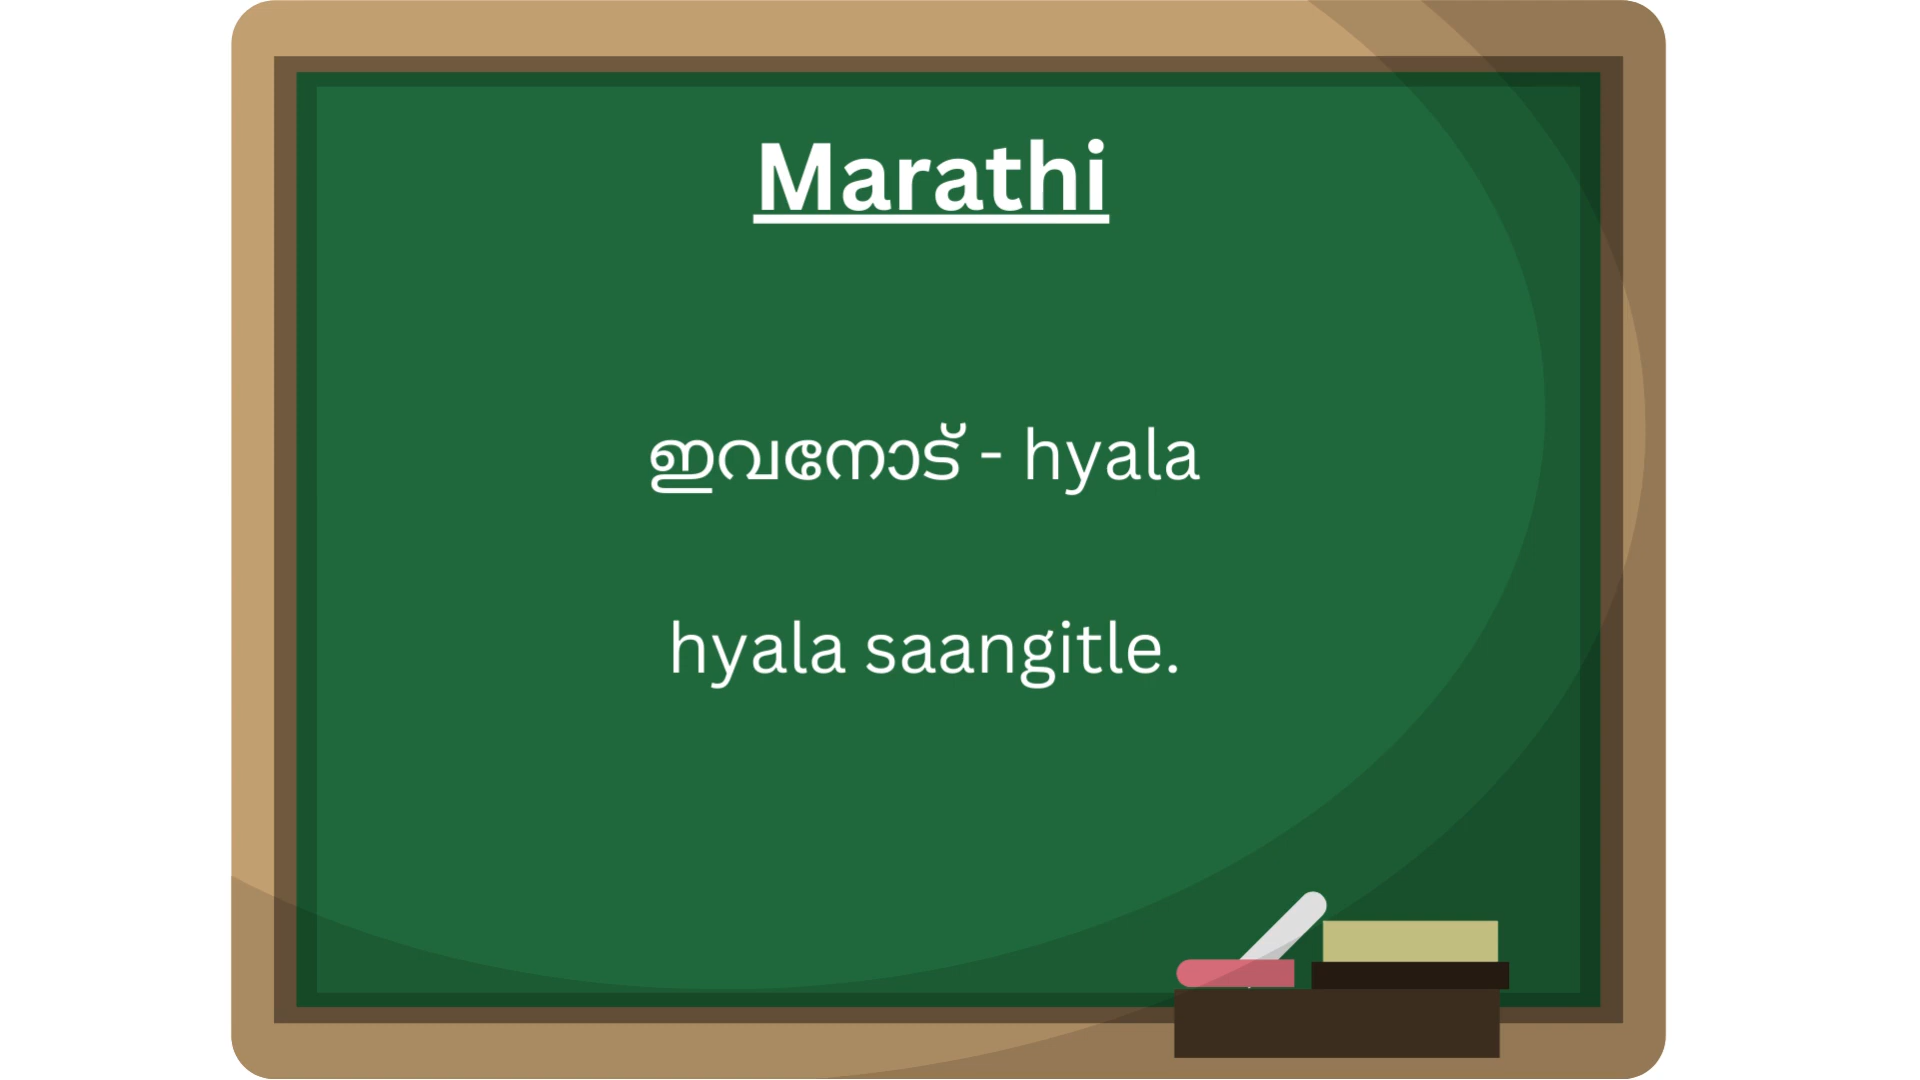 Marathi
ഇവനോട് - hyala
hyala saangitle.